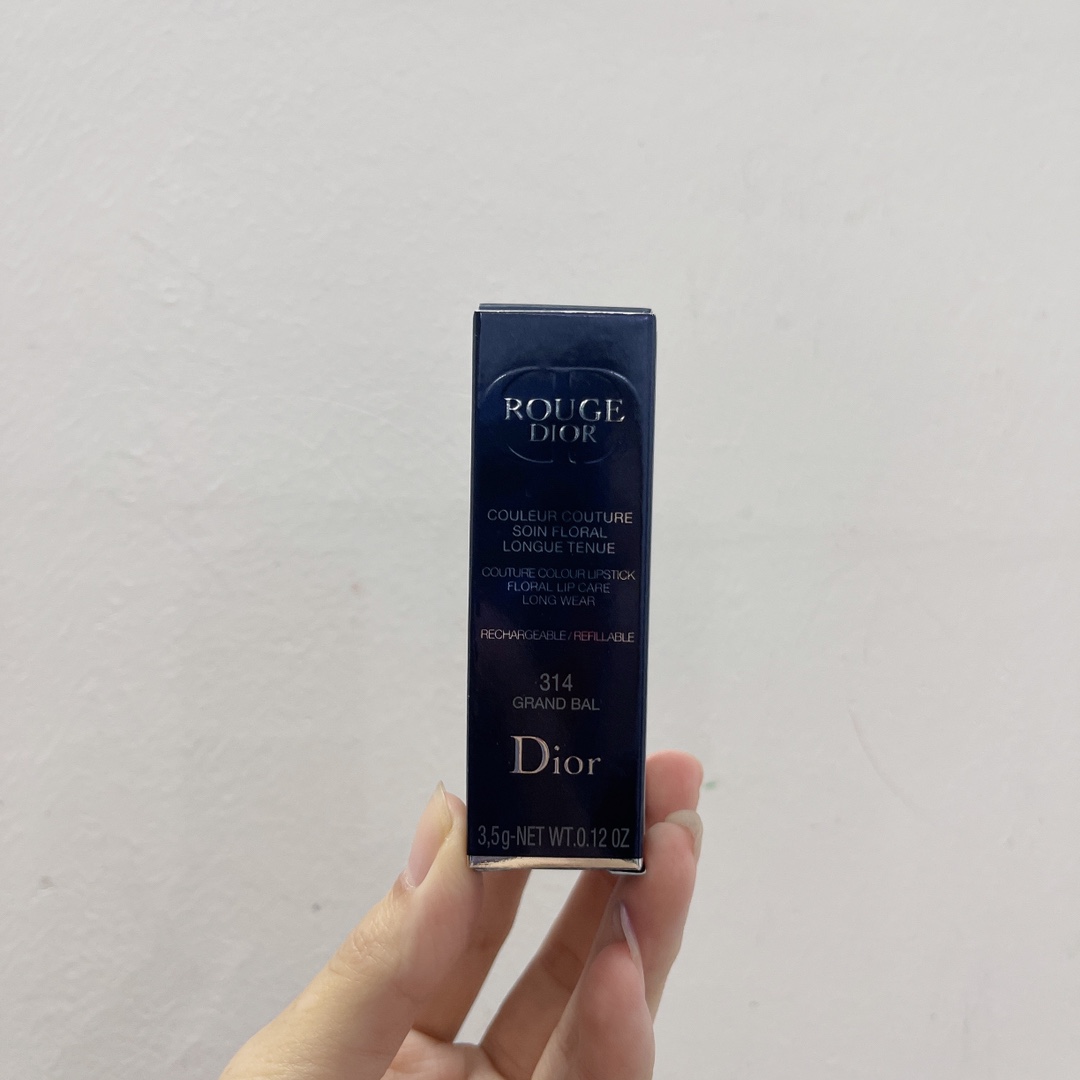 ROUGE
DIOR
COULEUR COUTURE
SOIN FLORAL
LONGUE TENUE
COUTURE COLOUR LIPSTICK
FLORAL LIP CARE
LONG WEAR
RECHARGEABLE / REFILLABLE
314
GRAND BAL
Dior
3,5g-NET WT.0.12 OZ